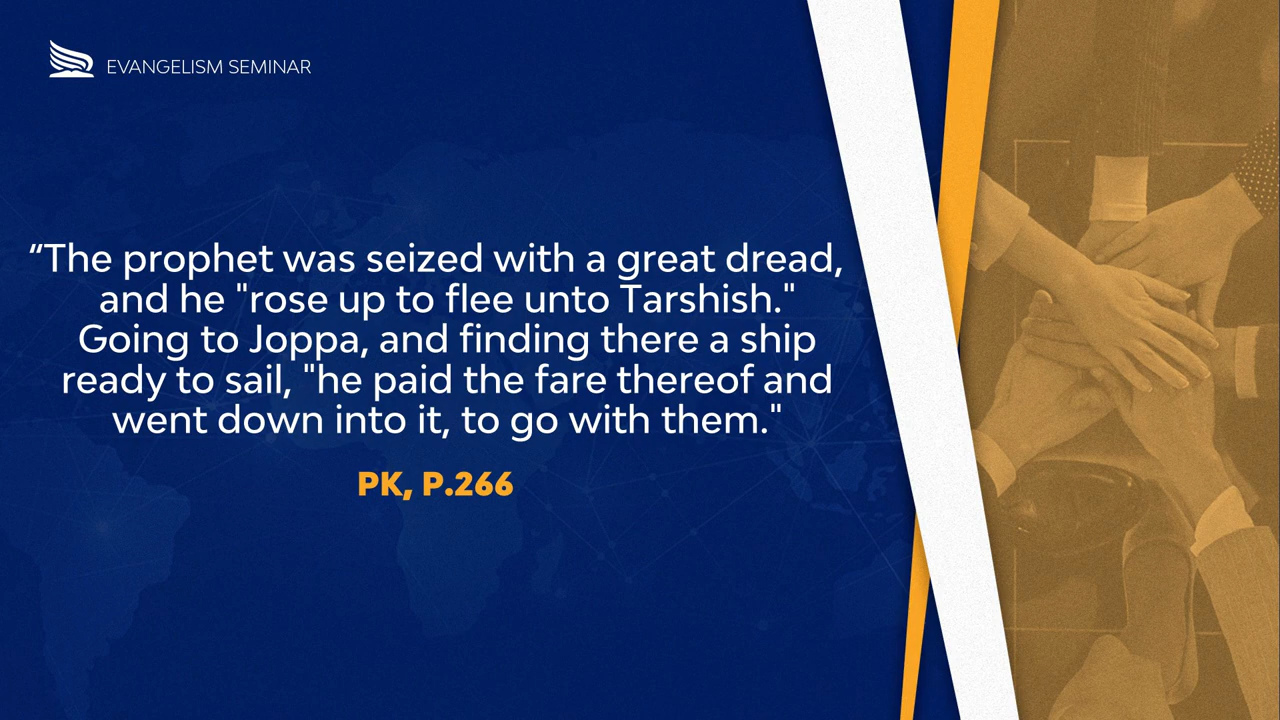 EVANGELISM SEMINAR
“The prophet was seized with a great dread,
and he "rose up to flee unto Tarshish."
Going to Joppa, and finding there a ship
ready to sail, "he paid the fare thereof and
went down into it, to go with them."
PK, P.266